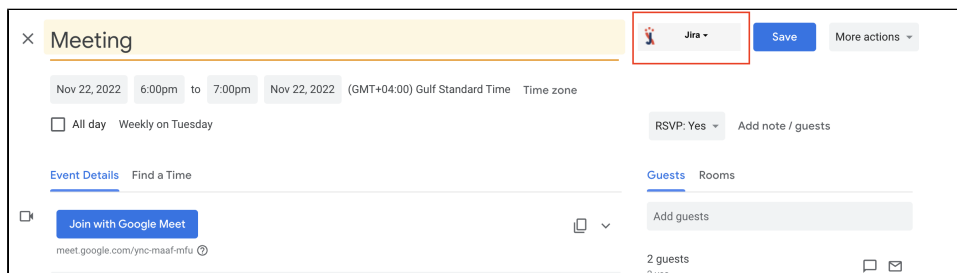 Meeting
Jira
Save
More actions
Nov 22, 2022 6:00pm to 7:00pm Nov 22, 2022 (GMT+04:00) Gulf Standard Time Time zone
All day Weekly on Tuesday
RSVP: Yes Add note / guests
Event Details Find a Time
Guests Rooms
Join with Google Meet
meet.google.com/ync-maaf-mfu
Add guests
2 guests